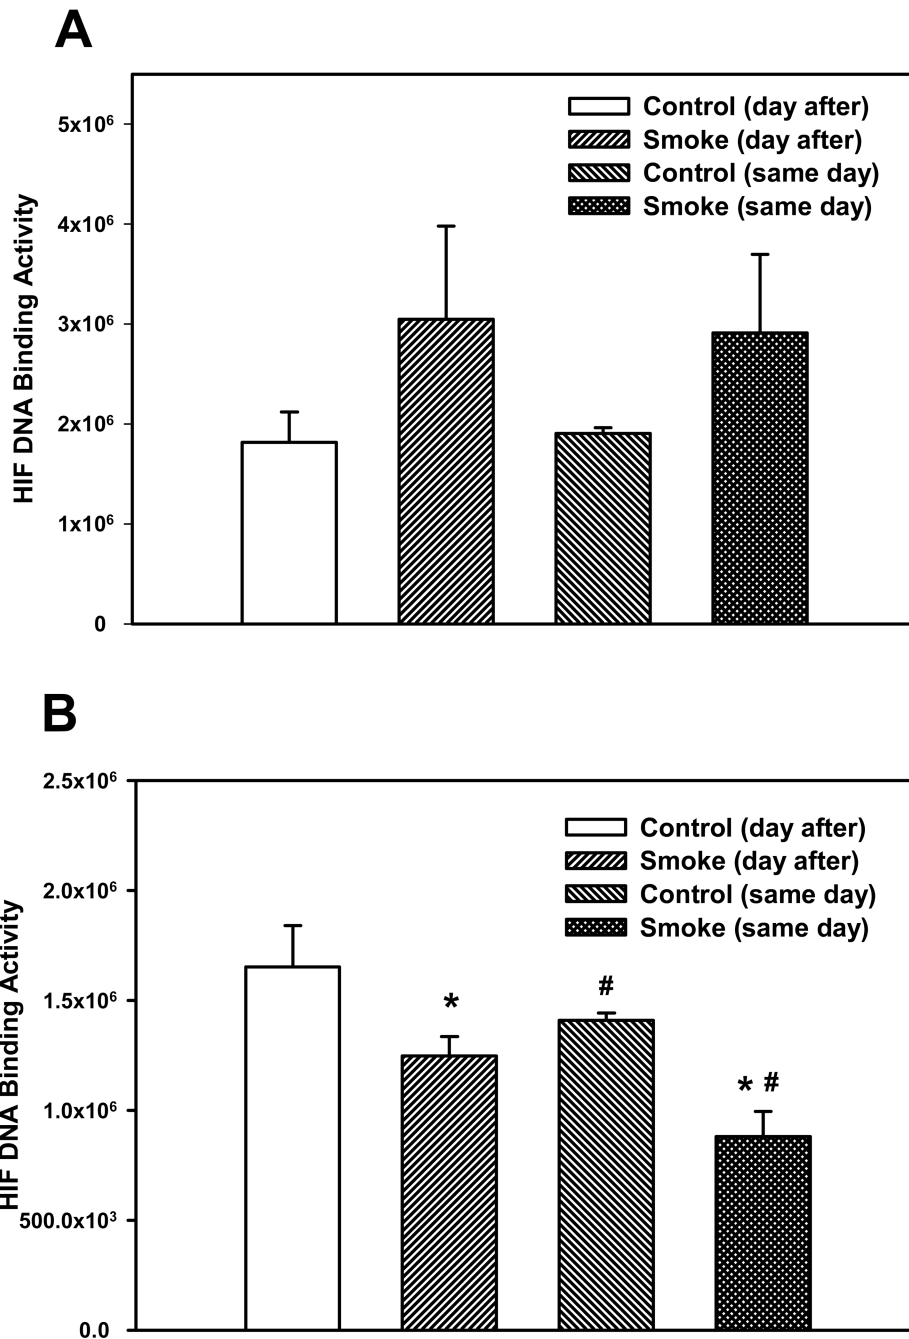 A
HIF DNA Binding Activity
5x10⁶
4x10⁶
3x10⁶
2x10⁶
1x10⁶
0
Control (day after)
Smoke (day after)
Control (same day)
Smoke (same day)
B
HIF DNA Binding Activity
2.5x10⁶
2.0x10⁶
1.5x10⁶
1.0x10⁶
500.0x10³
0.0
Control (day after)
Smoke (day after)
Control (same day)
Smoke (same day)
*
#
* #